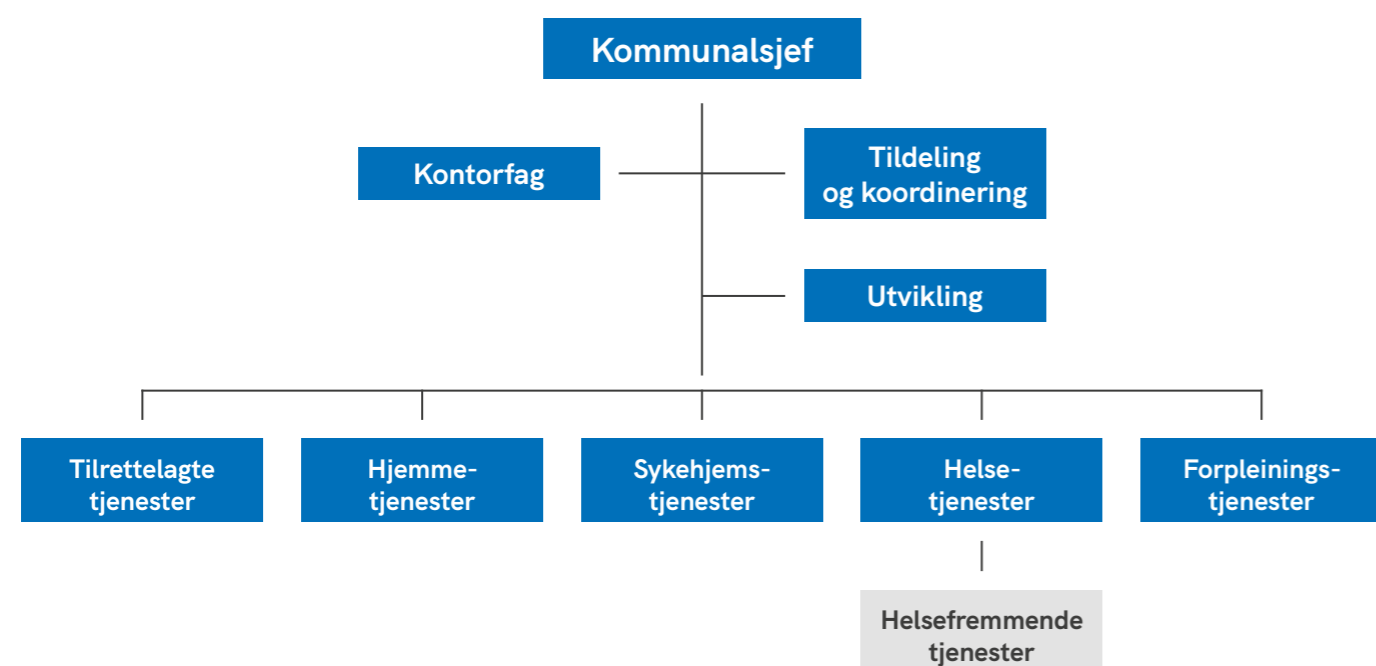 Kommunalsjef
Kontorfag
Tildeling
og koordinering
Utvikling
Tilrettelagte
tjenester
Hjemme-
tjenester
Sykehjems-
tjenester
Helse-
tjenester
Forpleinings-
tjenester
Helsefremmende
tjenester